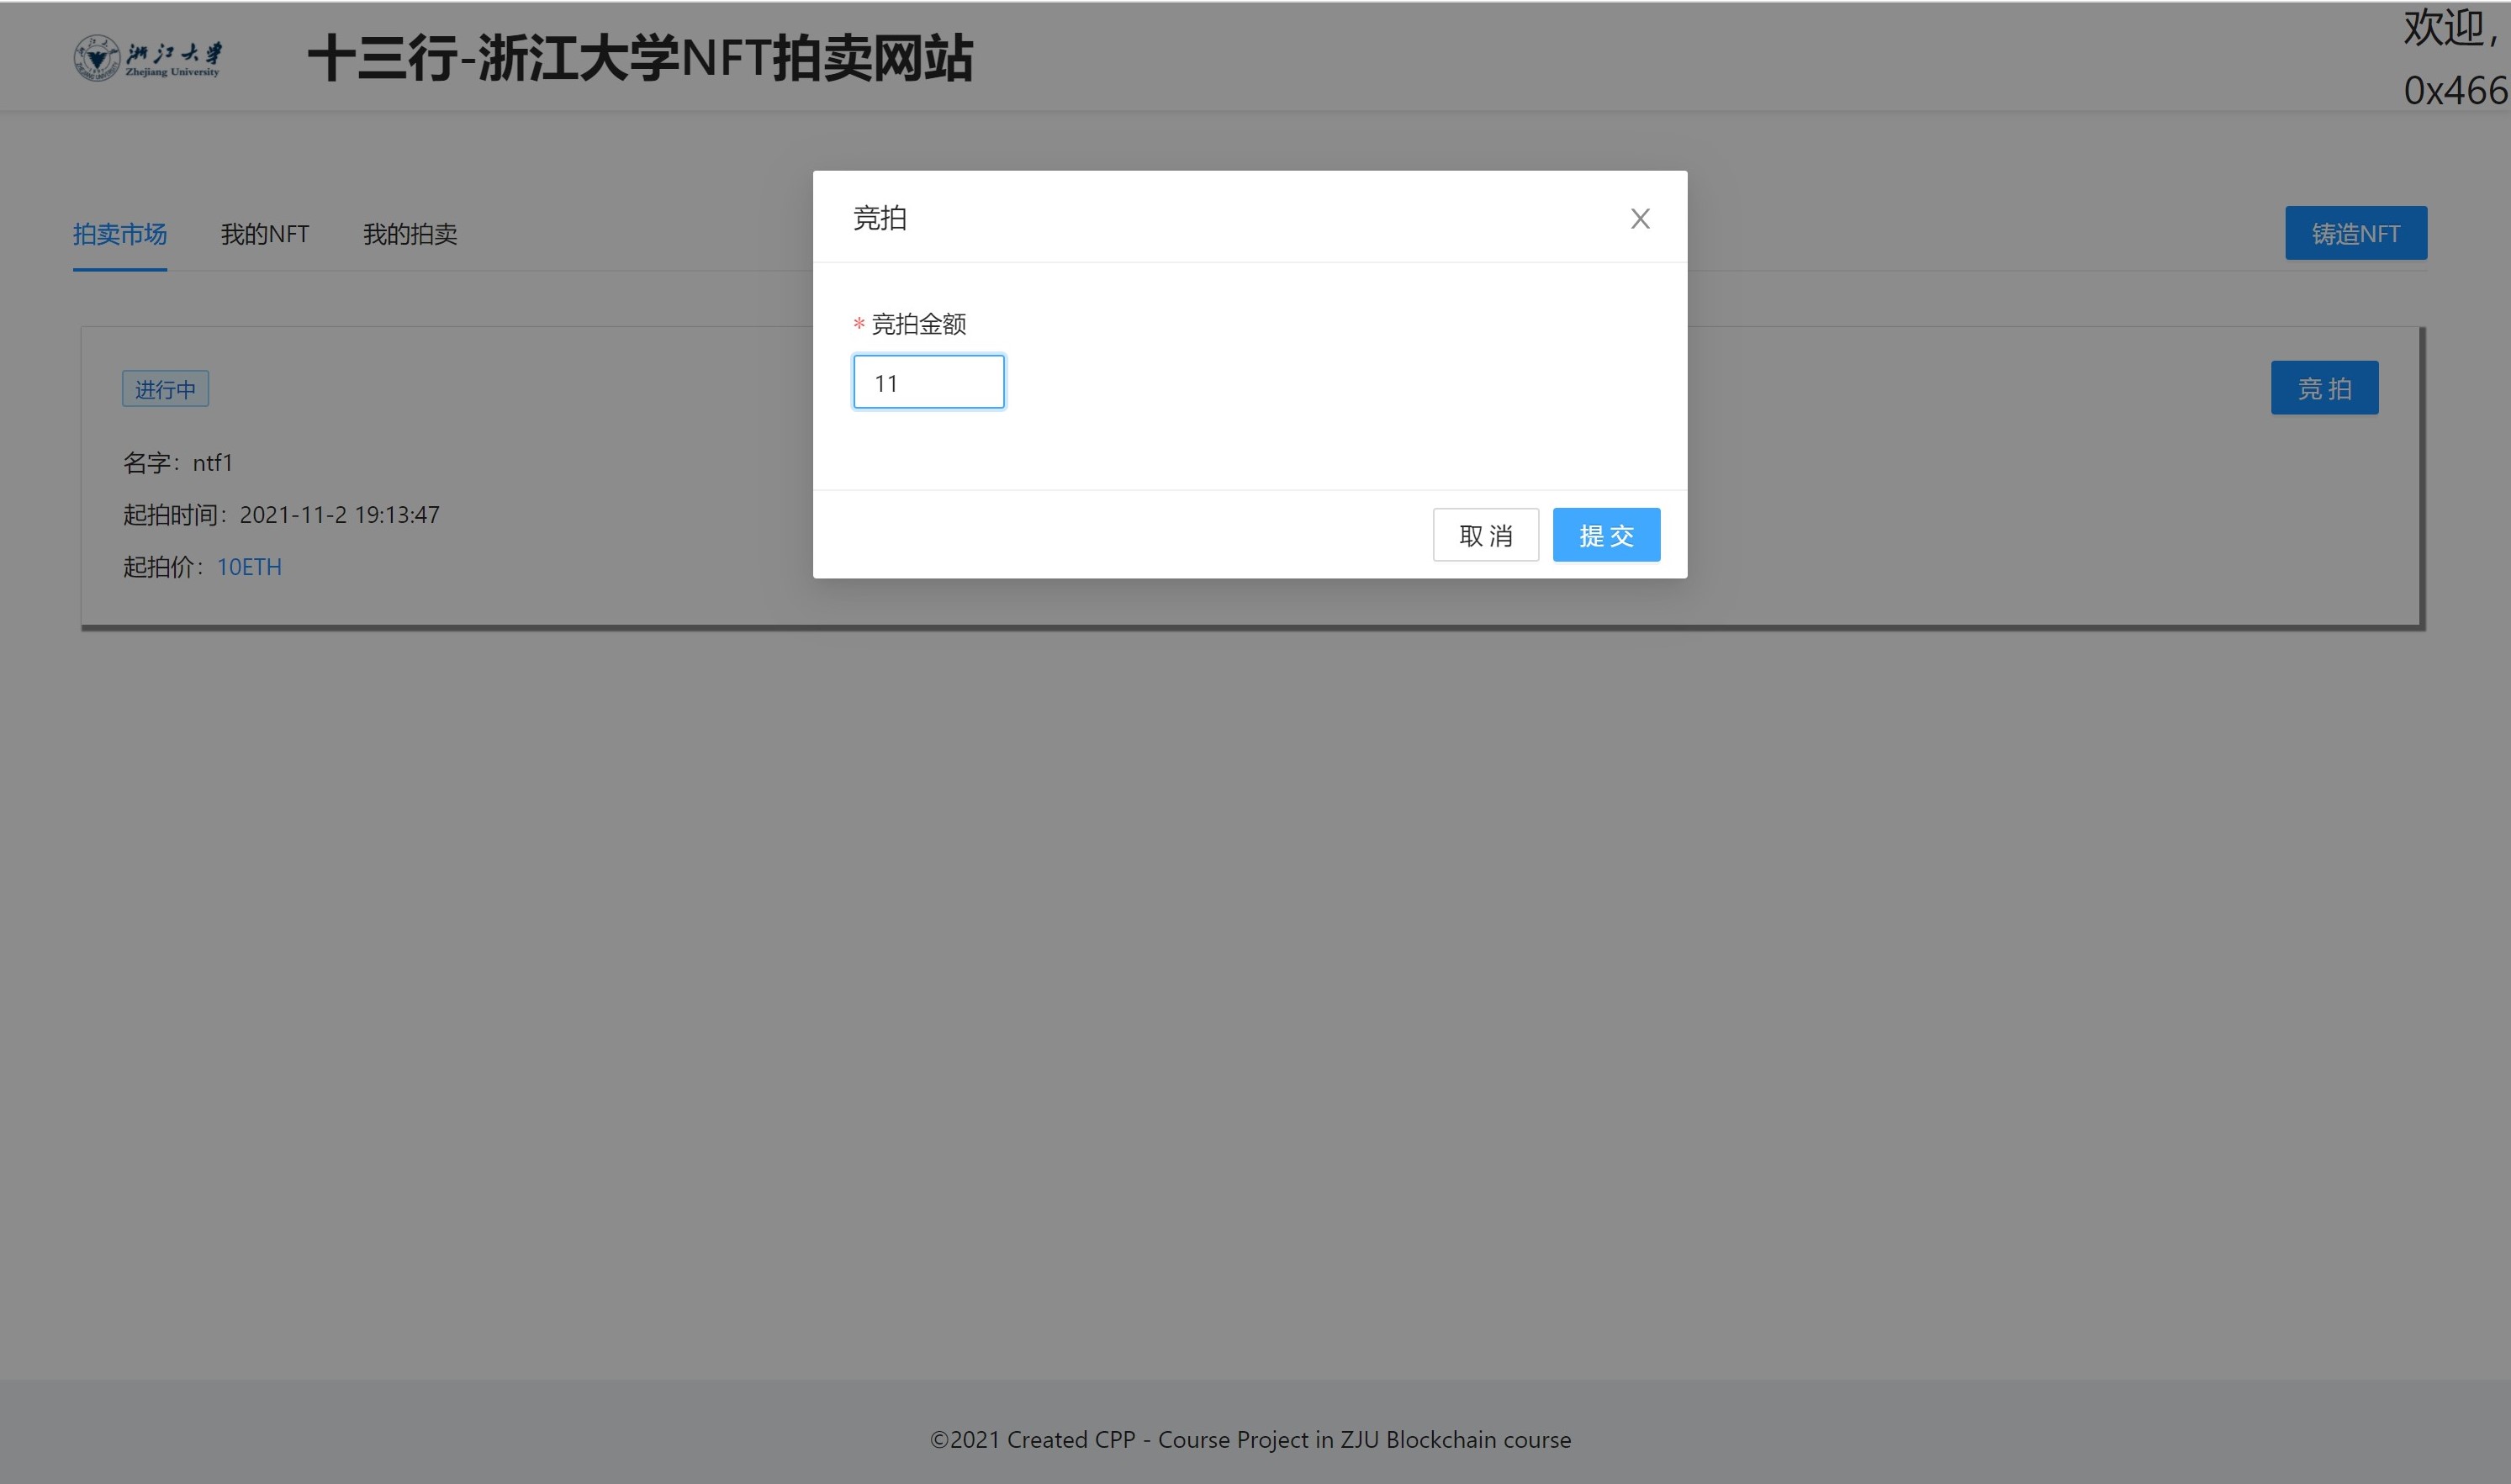 浙江大学
Zhejiang University
十三行-浙江大学NFT拍卖网站
欢迎,
0x466
拍卖市场
我的NFT
我的拍卖
铸造NFT
竞拍
* 竞拍金额
11
取 消
提 交
进行中
竞 拍
名字：ntf1
起拍时间：2021-11-2 19:13:47
起拍价：10ETH
©2021 Created CPP - Course Project in ZJU Blockchain course